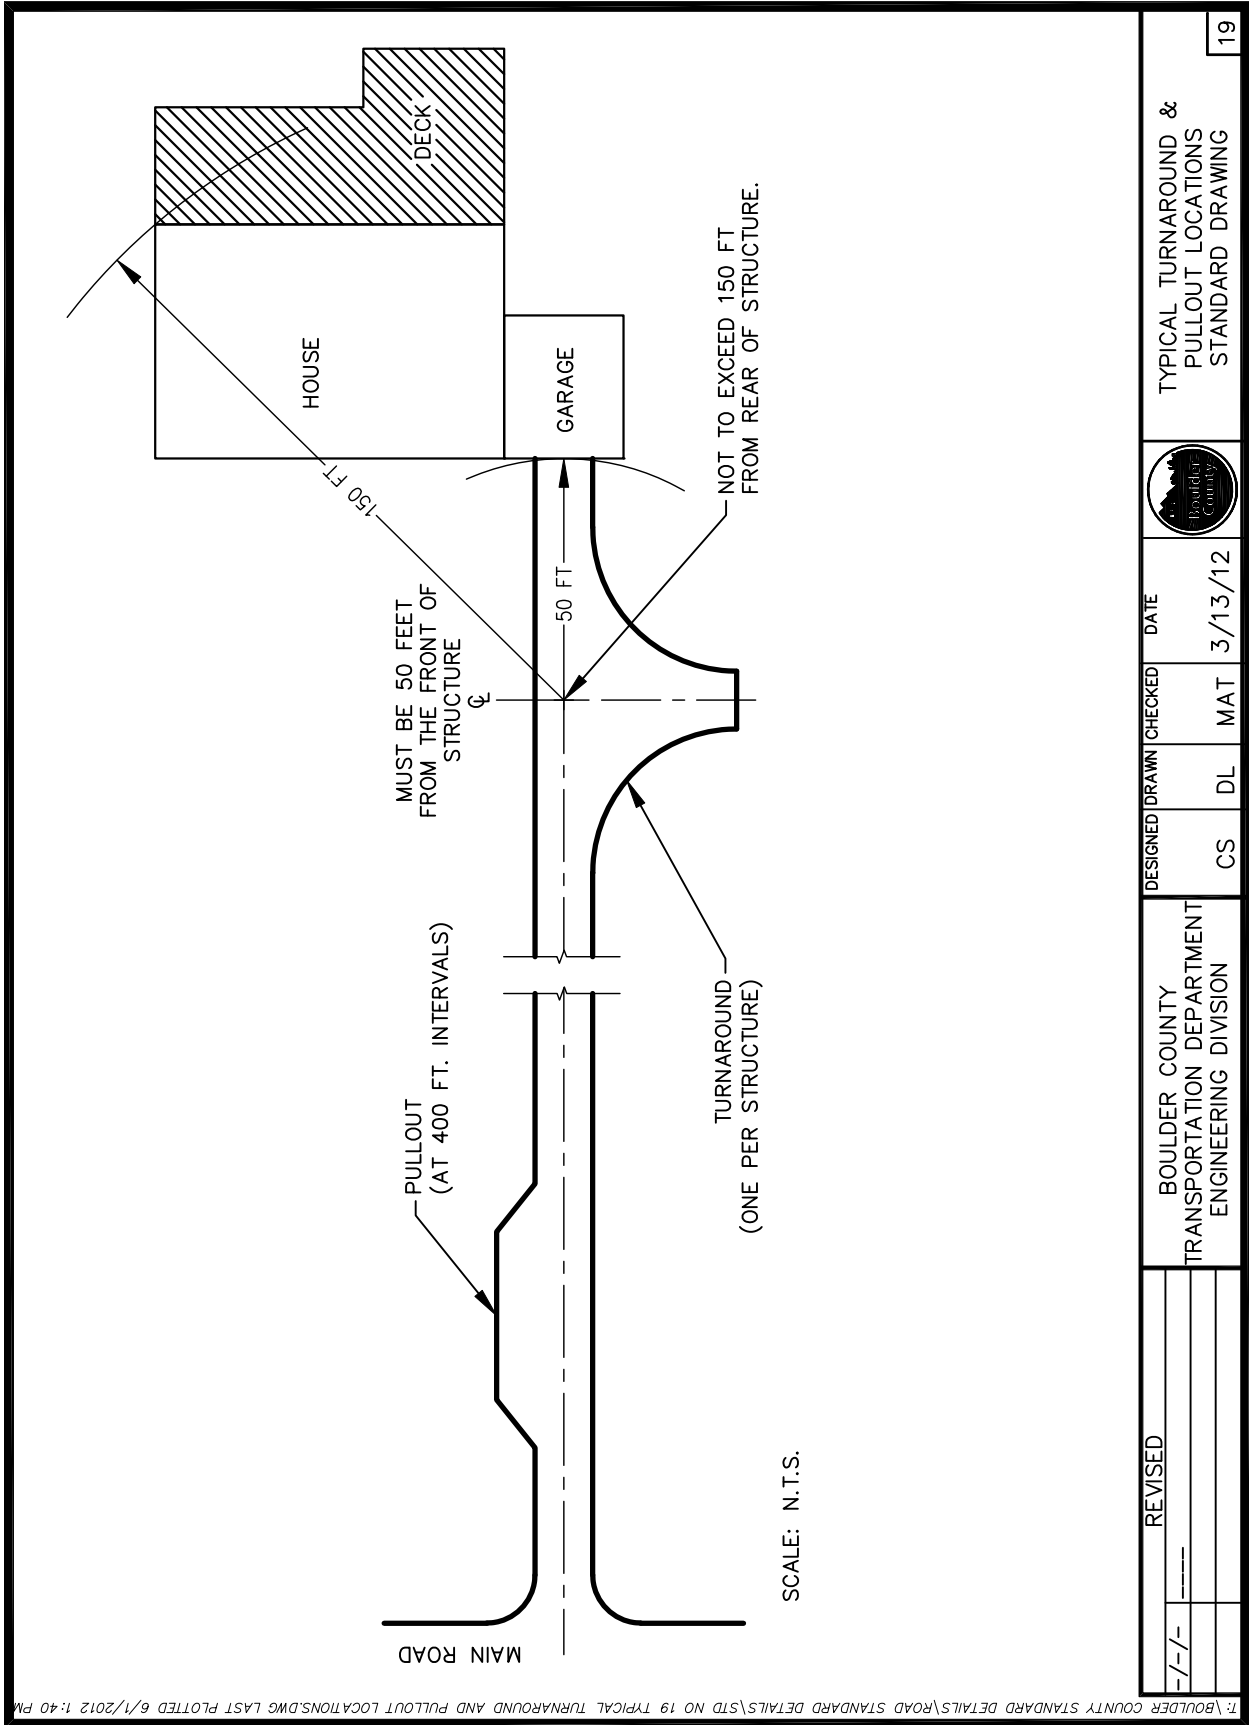 MAIN ROAD
PULLOUT
(AT 400 FT. INTERVALS)
MUST BE 50 FEET
FROM THE FRONT OF
STRUCTURE
℄
150 FT
50 FT
HOUSE
DECK
GARAGE
NOT TO EXCEED 150 FT
FROM REAR OF STRUCTURE.
TURNAROUND
(ONE PER STRUCTURE)
SCALE: N.T.S.
REVISED
-/-/- ----
BOULDER COUNTY
TRANSPORTATION DEPARTMENT
ENGINEERING DIVISION
DESIGNED
CS
DRAWN
DL
CHECKED
MAT
DATE
3/13/12
Boulder
County
TYPICAL TURNAROUND &
PULLOUT LOCATIONS
STANDARD DRAWING
19
T:\BOULDER COUNTY STANDARD DETAILS\ROAD STANDARD DETAILS\STD NO 19 TYPICAL TURNAROUND AND PULLOUT LOCATIONS.DWG LAST PLOTTED 6/1/2012 1:40 PM